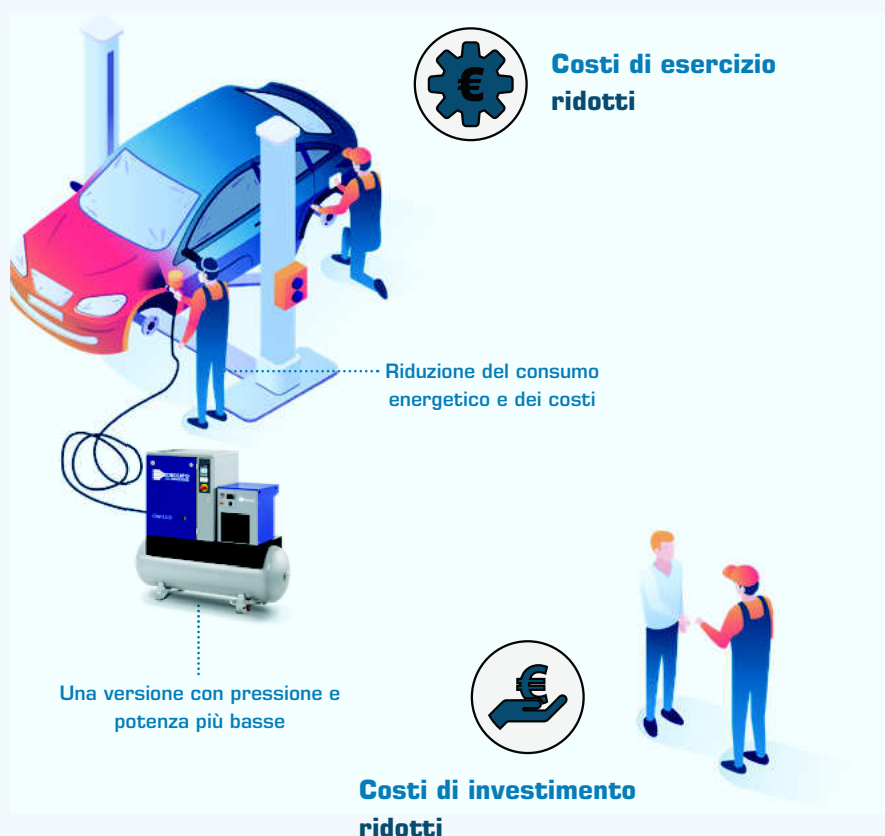 €
Costi di esercizio
ridotti
Riduzione del consumo
energetico e dei costi
Una versione con pressione e
potenza più basse
€
Costi di investimento
ridotti